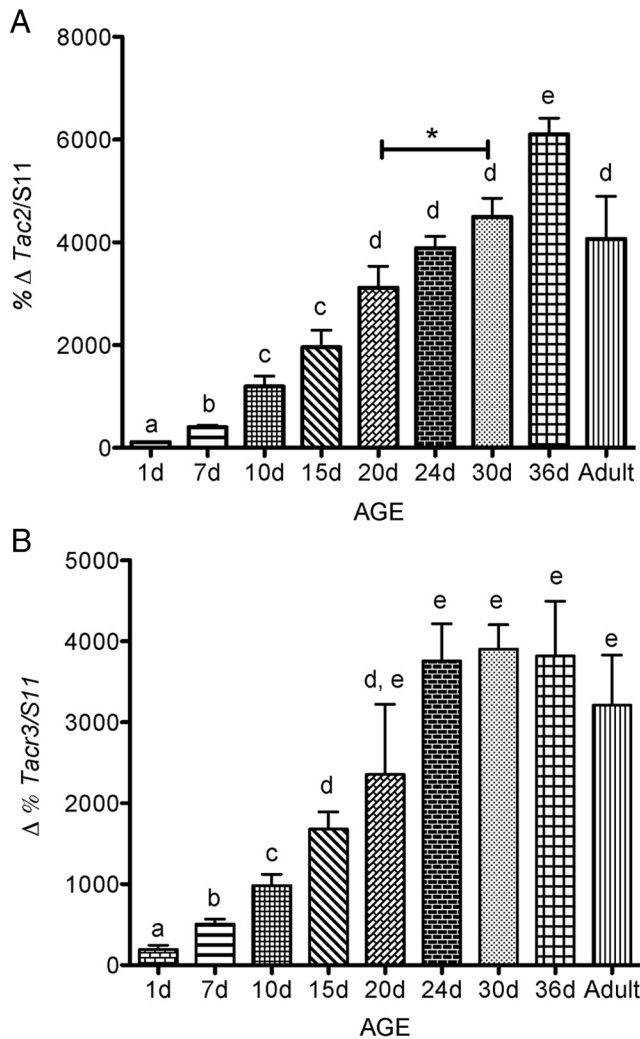 A
8000
6000
4000
2000
0
% Δ Tac2/S11
a
b
c
c
d
d
d
e
d
*
1d 7d 10d 15d 20d 24d 30d 36d Adult
AGE
B
5000
4000
3000
2000
1000
0
Δ % Tacr3/S11
a
b
c
d
d, e
e
e
e
e
1d 7d 10d 15d 20d 24d 30d 36d Adult
AGE